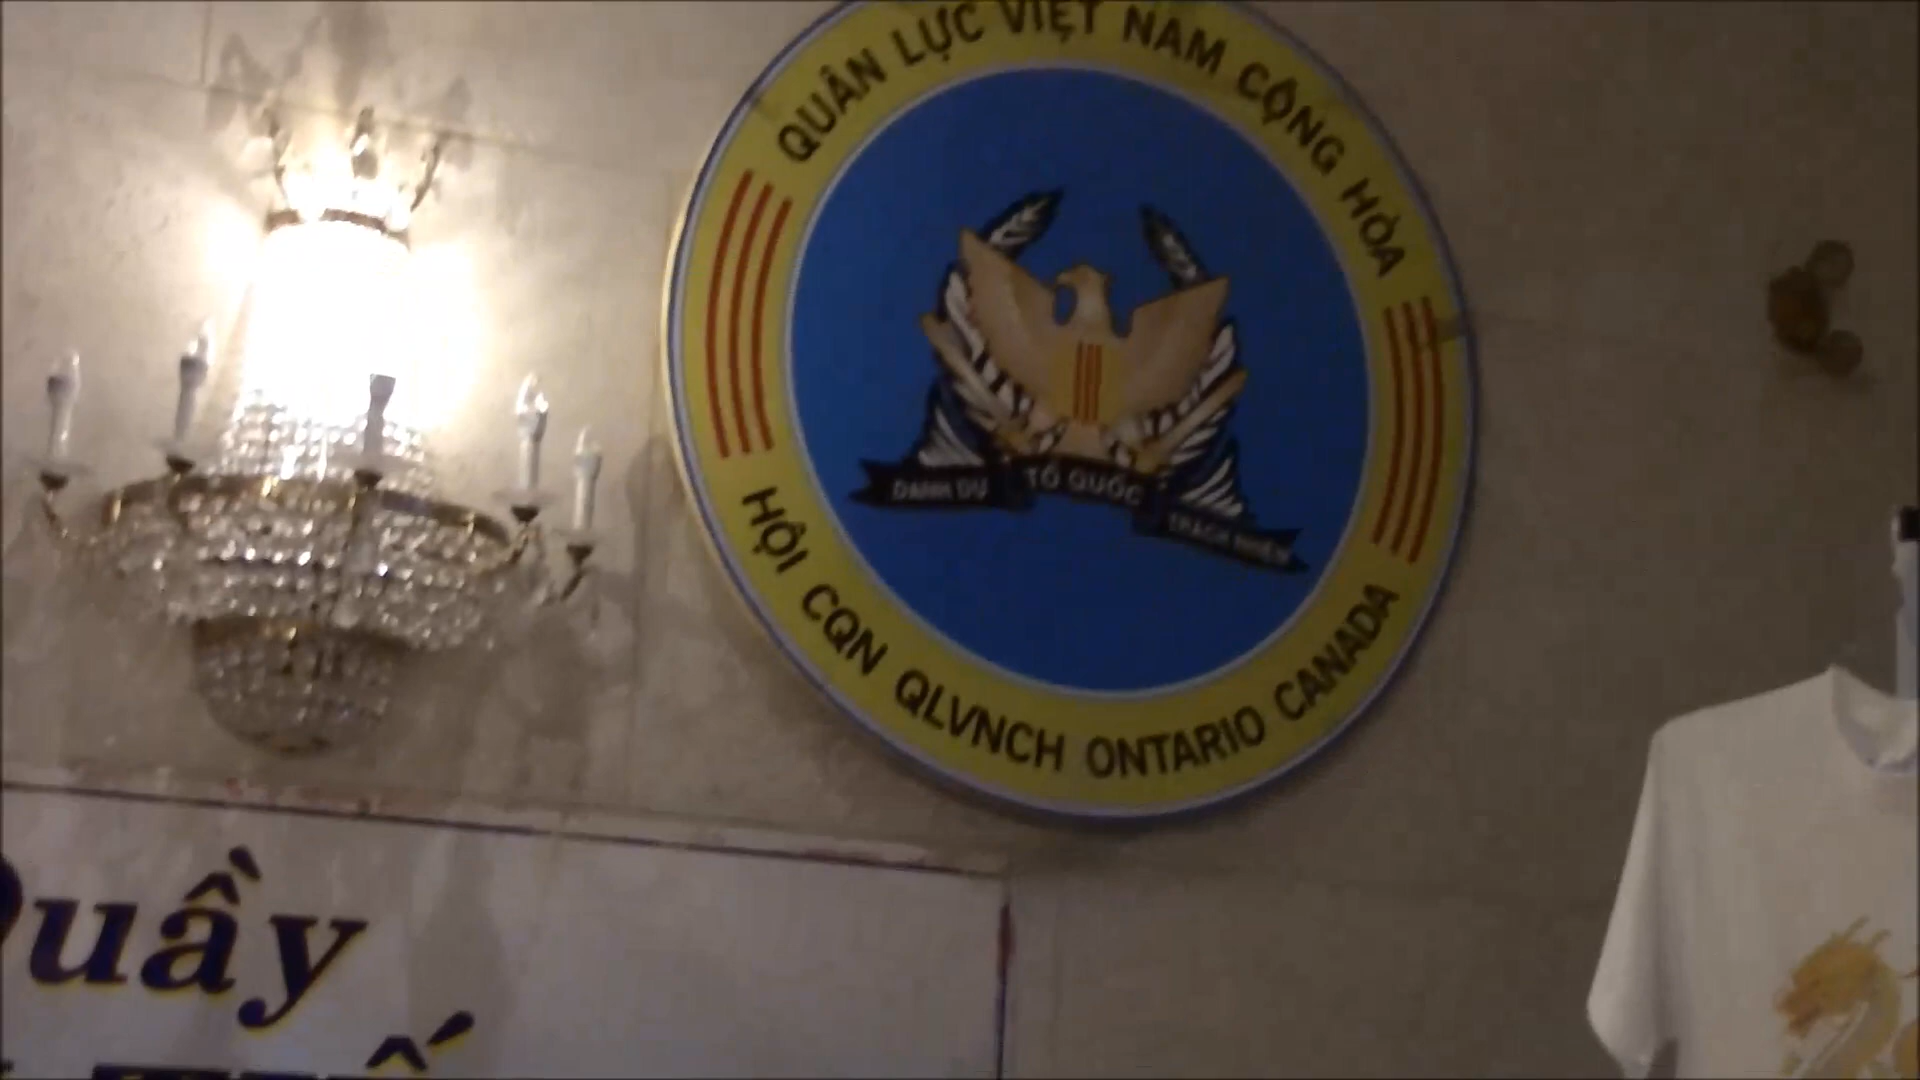 QUÂN LỰC VIỆT NAM CỘNG HÒA
DANH DỰ TỔ QUỐC TRÁCH NHIỆM
HỘI CQN QLVNCH ONTARIO CANADA
Quầy